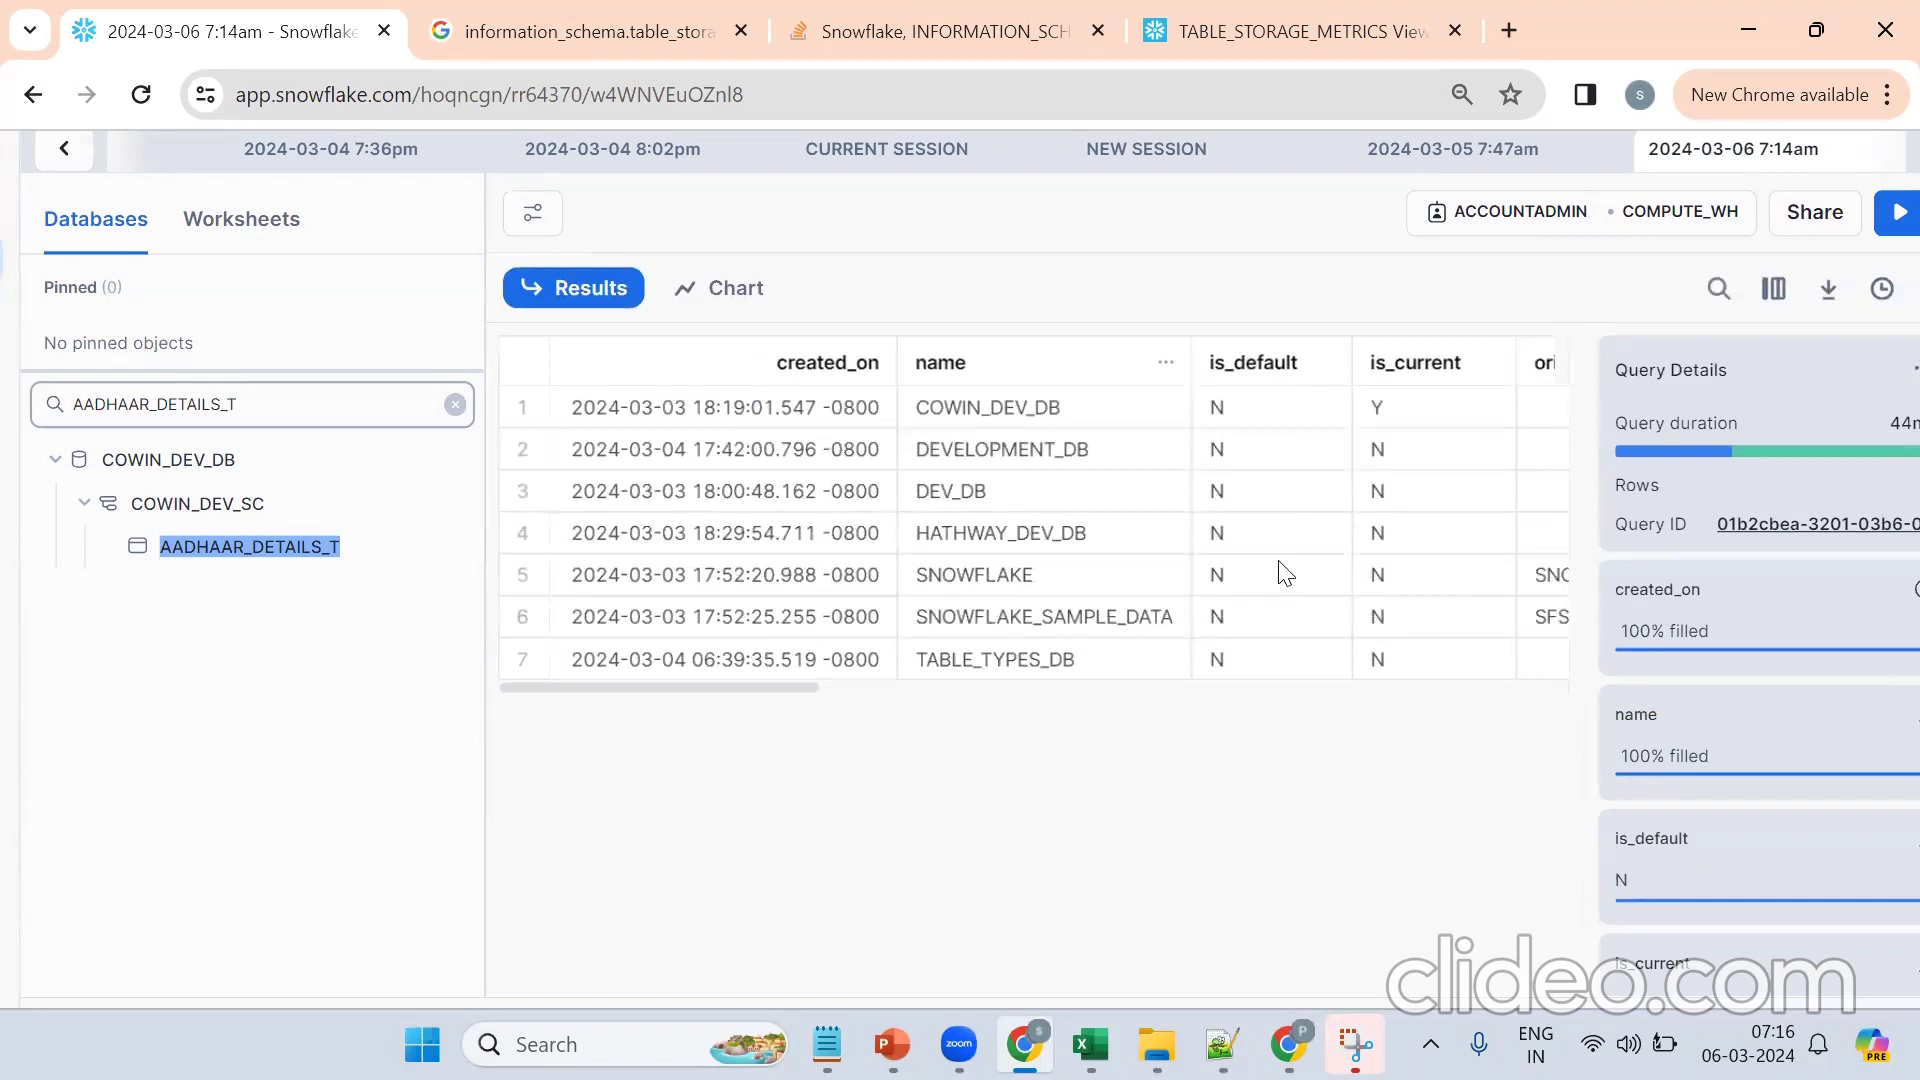 2024-03-06 7:14am - Snowflake
information_schema.table_stora
Snowflake, INFORMATION_SCH
TABLE_STORAGE_METRICS View
app.snowflake.com/hoqncgn/rr64370/w4WNVEuOZnl8
S
New Chrome available
2024-03-04 7:36pm
2024-03-04 8:02pm
CURRENT SESSION
NEW SESSION
2024-03-05 7:47am
2024-03-06 7:14am
Databases
Worksheets
ACCOUNTADMIN
COMPUTE_WH
Share
Pinned (0)
No pinned objects
AADHAAR_DETAILS_T
COWIN_DEV_DB
COWIN_DEV_SC
AADHAAR_DETAILS_T
Results
Chart
created_on name ... is_default is_current ori
1 2024-03-03 18:19:01.547 -0800 COWIN_DEV_DB N Y
2 2024-03-04 17:42:00.796 -0800 DEVELOPMENT_DB N N
3 2024-03-03 18:00:48.162 -0800 DEV_DB N N
4 2024-03-03 18:29:54.711 -0800 HATHWAY_DEV_DB N N
5 2024-03-03 17:52:20.988 -0800 SNOWFLAKE N N SNO
6 2024-03-03 17:52:25.255 -0800 SNOWFLAKE_SAMPLE_DATA N N SFS
7 2024-03-04 06:39:35.519 -0800 TABLE_TYPES_DB N N
Query Details
Query duration 44m
Rows
Query ID 01b2cbea-3201-03b6-0
created_on
100% filled
name
100% filled
is_default
N
is_current
clideo.com
Search
P
zoom
S
X
P
ENG
IN
07:16
06-03-2024
PRE